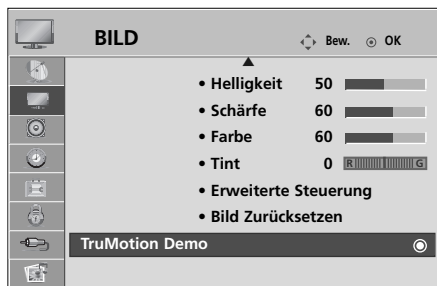 BILD Bew. OK
• Helligkeit 50
• Schärfe 60
• Farbe 60
• Tint 0 R G
• Erweiterte Steuerung
• Bild Zurücksetzen
TruMotion Demo